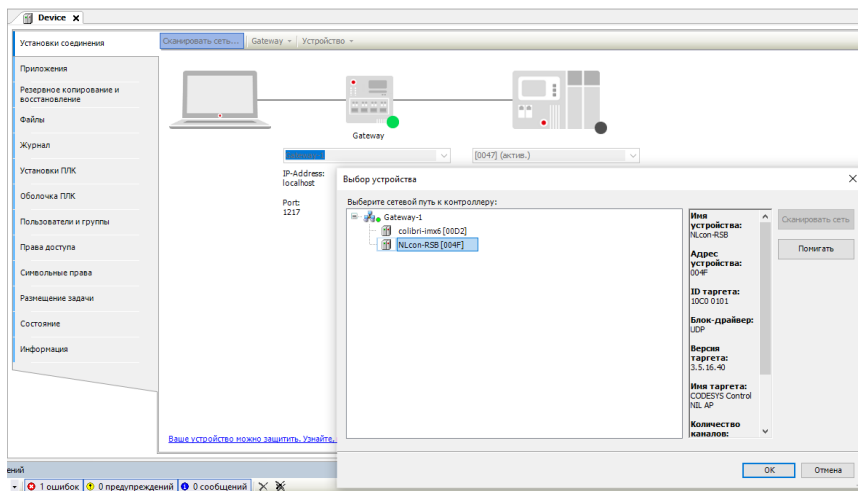 Device
Установки соединения
Сканировать сеть...
Gateway
Устройство
Приложения
Резервное копирование и
восстановление
Файлы
Журнал
Установки ПЛК
Оболочка ПЛК
Пользователи и группы
Права доступа
Символьные права
Размещение задачи
Состояние
Информация
Gateway
[0047] (актив.)
IP-Address:
localhost
Port:
1217
Ваше устройство можно защитить. Узнайте,
Выбор устройства
Выберите сетевой путь к контроллеру:
Gateway-1
colibri-imx6 [00D2]
NLcon-RSB [004F]
Имя
устройства:
NLcon-RSB
Адрес
устройства:
004F
ID таргета:
10C0 0101
Блок-драйвер:
UDP
Версия
таргета:
3.5.16.40
Имя таргета:
CODESYS Control
NIL AP
Количество
каналов:
Сканировать сеть
Помигать
OK
Отмена
ений
1 ошибок
0 предупреждений
0 сообщений